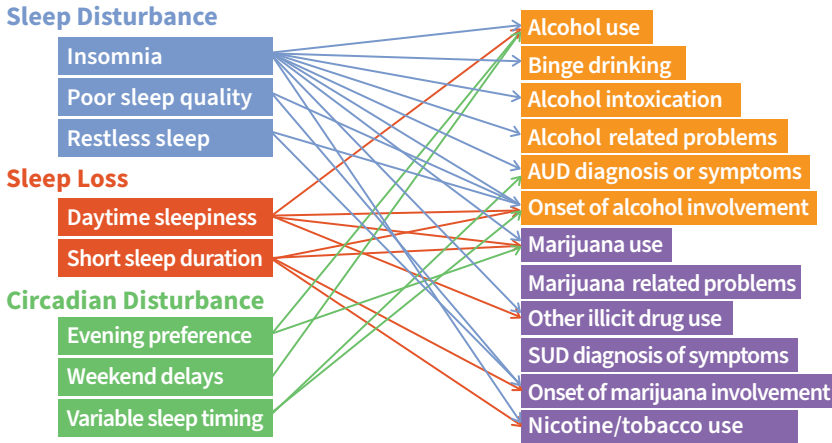 Sleep Disturbance
Insomnia
Poor sleep quality
Restless sleep
Sleep Loss
Daytime sleepiness
Short sleep duration
Circadian Disturbance
Evening preference
Weekend delays
Variable sleep timing
Alcohol use
Binge drinking
Alcohol intoxication
Alcohol related problems
AUD diagnosis or symptoms
Onset of alcohol involvement
Marijuana use
Marijuana related problems
Other illicit drug use
SUD diagnosis of symptoms
Onset of marijuana involvement
Nicotine/tobacco use